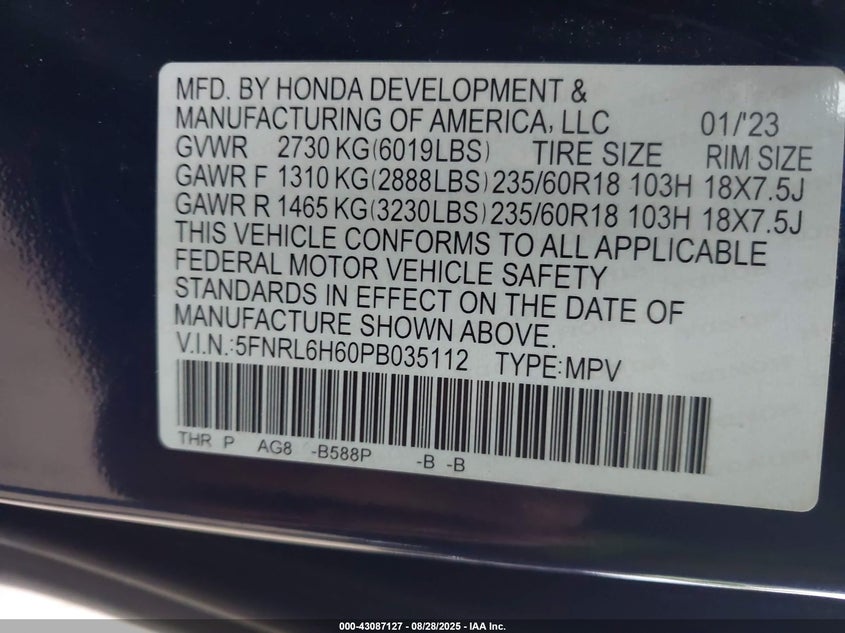 MFD. BY HONDA DEVELOPMENT &
MANUFACTURING OF AMERICA, LLC 01/'23
GVWR 2730 KG(6019LBS) TIRE SIZE RIM SIZE
GAWR F 1310 KG(2888LBS) 235/60R18 103H 18X7.5J
GAWR R 1465 KG(3230LBS) 235/60R18 103H 18X7.5J
THIS VEHICLE CONFORMS TO ALL APPLICABLE
FEDERAL MOTOR VEHICLE SAFETY
STANDARDS IN EFFECT ON THE DATE OF
MANUFACTURE SHOWN ABOVE.
V.I.N.:5FNRL6H60PB035112 TYPE:MPV
THR P AG8 -B588P -B -B
000-43087127 - 08/28/2025 - IAA Inc.